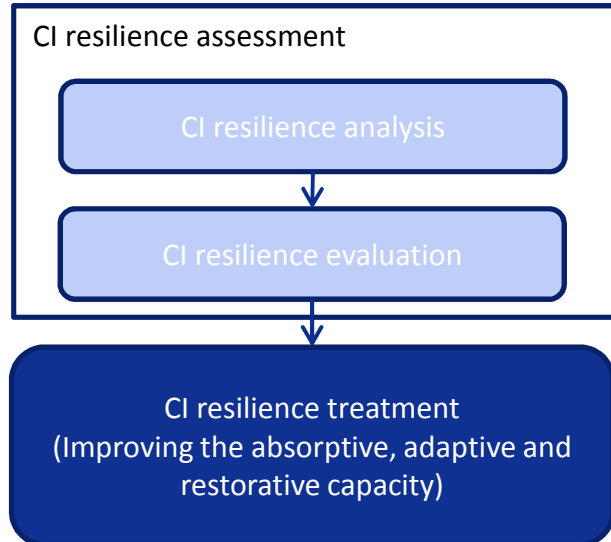 CI resilience assessment
CI resilience analysis
CI resilience evaluation
CI resilience treatment
(Improving the absorptive, adaptive and
restorative capacity)